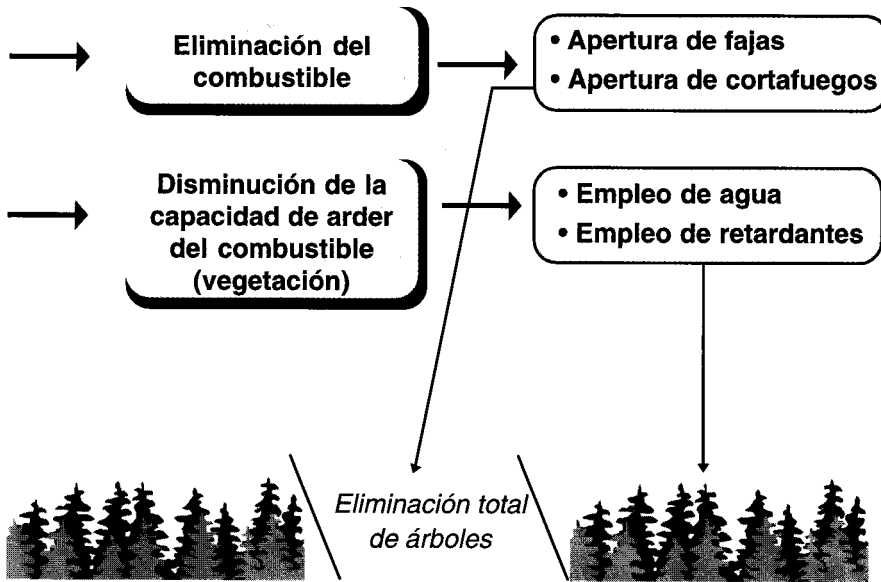 Eliminación del
combustible
• Apertura de fajas
• Apertura de cortafuegos
Disminución de la
capacidad de arder
del combustible
(vegetación)
• Empleo de agua
• Empleo de retardantes
Eliminación total
de árboles